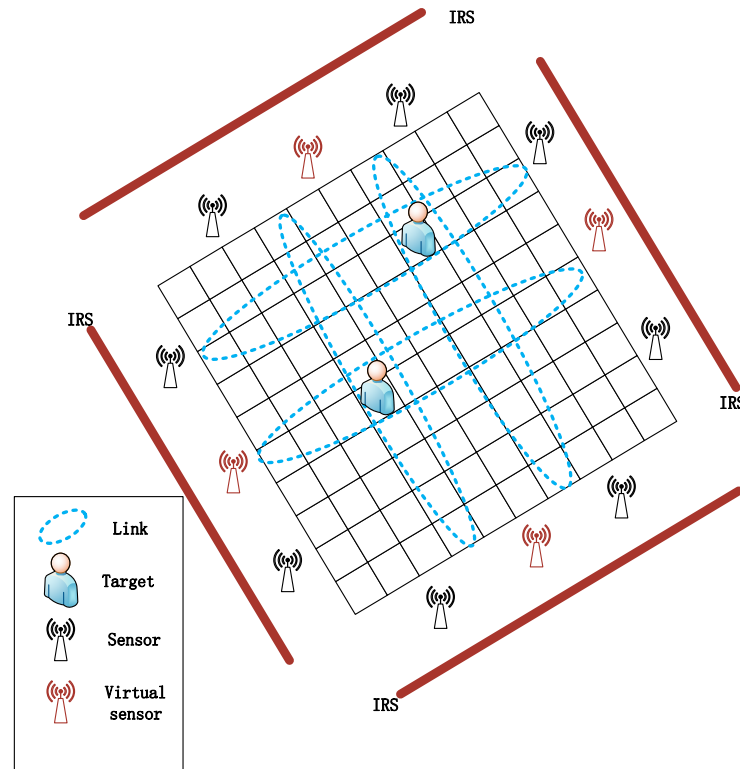 IRS
IRS
IRS
IRS
Link
Target
Sensor
Virtual
sensor